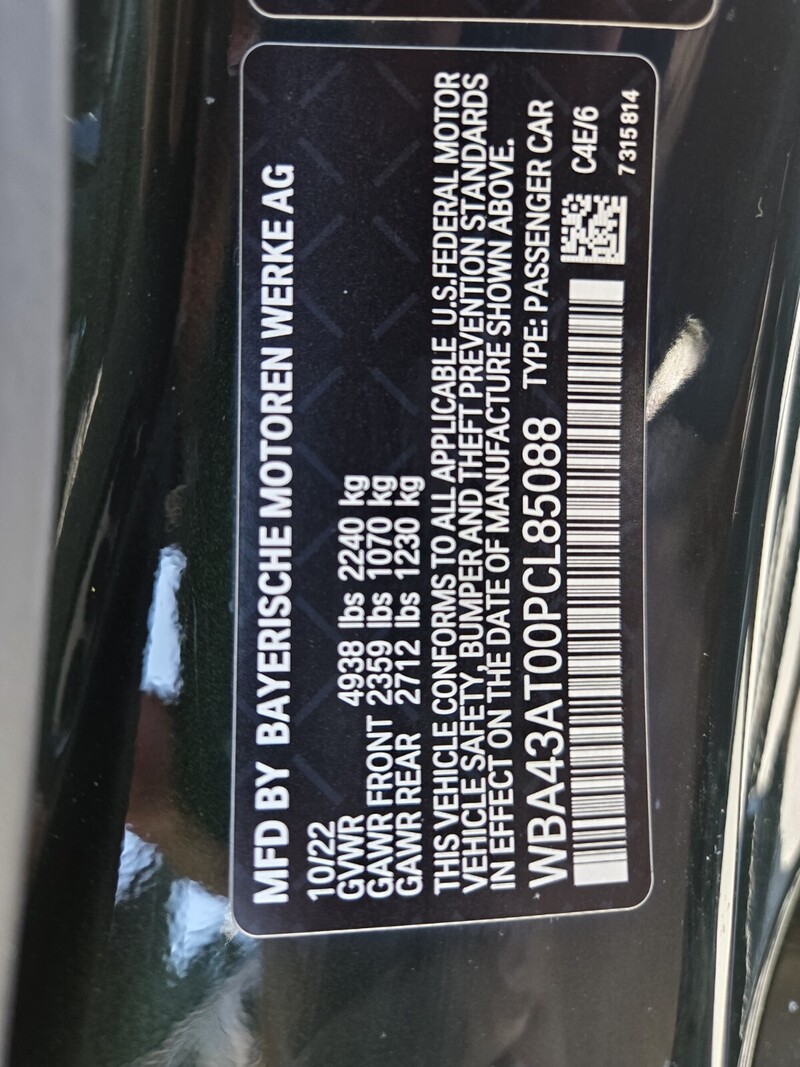 MFD BY BAYERISCHE MOTOREN WERKE AG
10/22
GVWR 4938 lbs 2240 kg
GAWR FRONT 2359 lbs 1070 kg
GAWR REAR 2712 lbs 1230 kg
THIS VEHICLE CONFORMS TO ALL APPLICABLE U.S.FEDERAL MOTOR
VEHICLE SAFETY, BUMPER AND THEFT PREVENTION STANDARDS
IN EFFECT ON THE DATE OF MANUFACTURE SHOWN ABOVE.
WBA43AT00PCL85088 TYPE: PASSENGER CAR
C4E/6
7 315 814